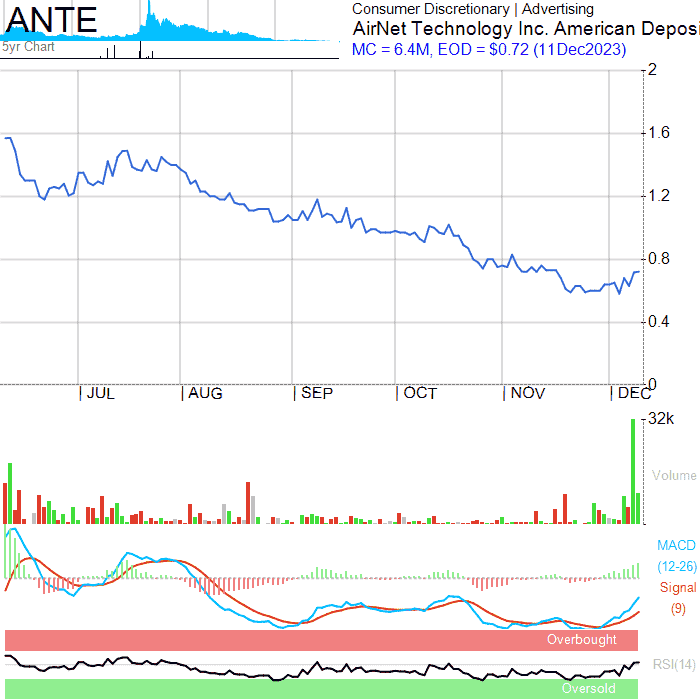 ANTE
5yr Chart
Consumer Discretionary | Advertising
AirNet Technology Inc. American Deposi
MC = 6.4M, EOD = $0.72 (11Dec2023)
2
1.6
1.2
0.8
0.4
0
| JUL | AUG | SEP | OCT | NOV | DEC
32k
Volume
MACD
(12-26)
Signal
(9)
Overbought
RSI(14)
Oversold